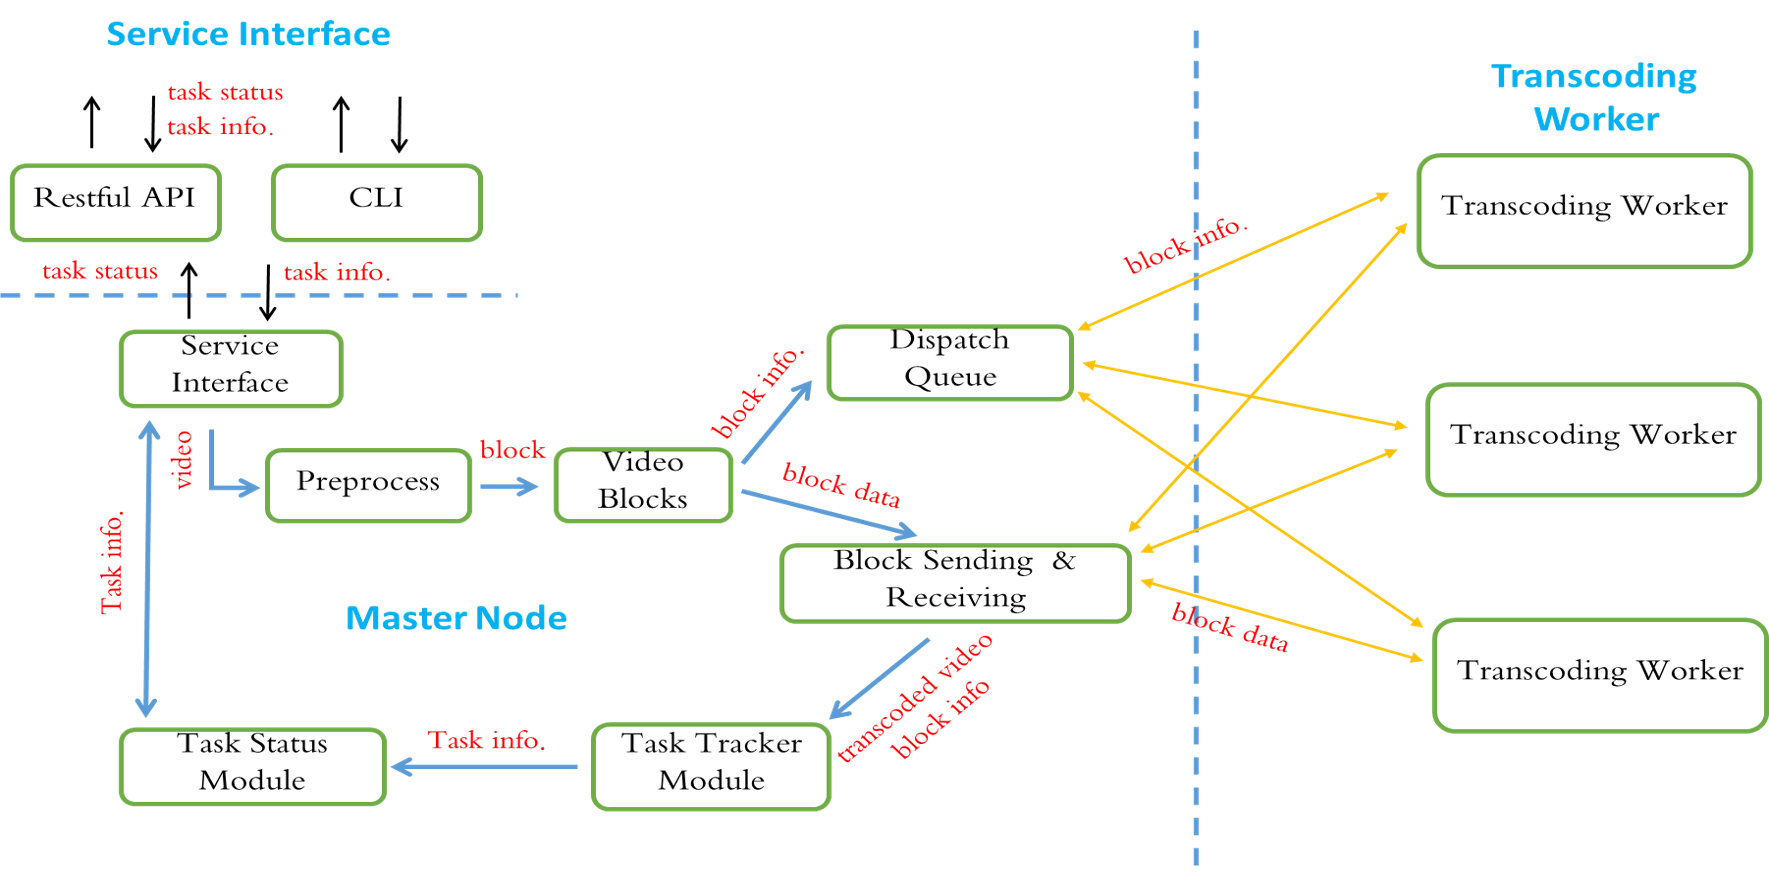 Service Interface
task status
task info.
Restful API
CLI
task status
task info.
Service
Interface
video
Preprocess
block
Video
Blocks
block info.
block data
Dispatch
Queue
Block Sending & 
Receiving
Task info.
Master Node
transcoded video
block info
Task Status
Module
Task info.
Task Tracker
Module
block info.
block data
Transcoding
Worker
Transcoding Worker
Transcoding Worker
Transcoding Worker